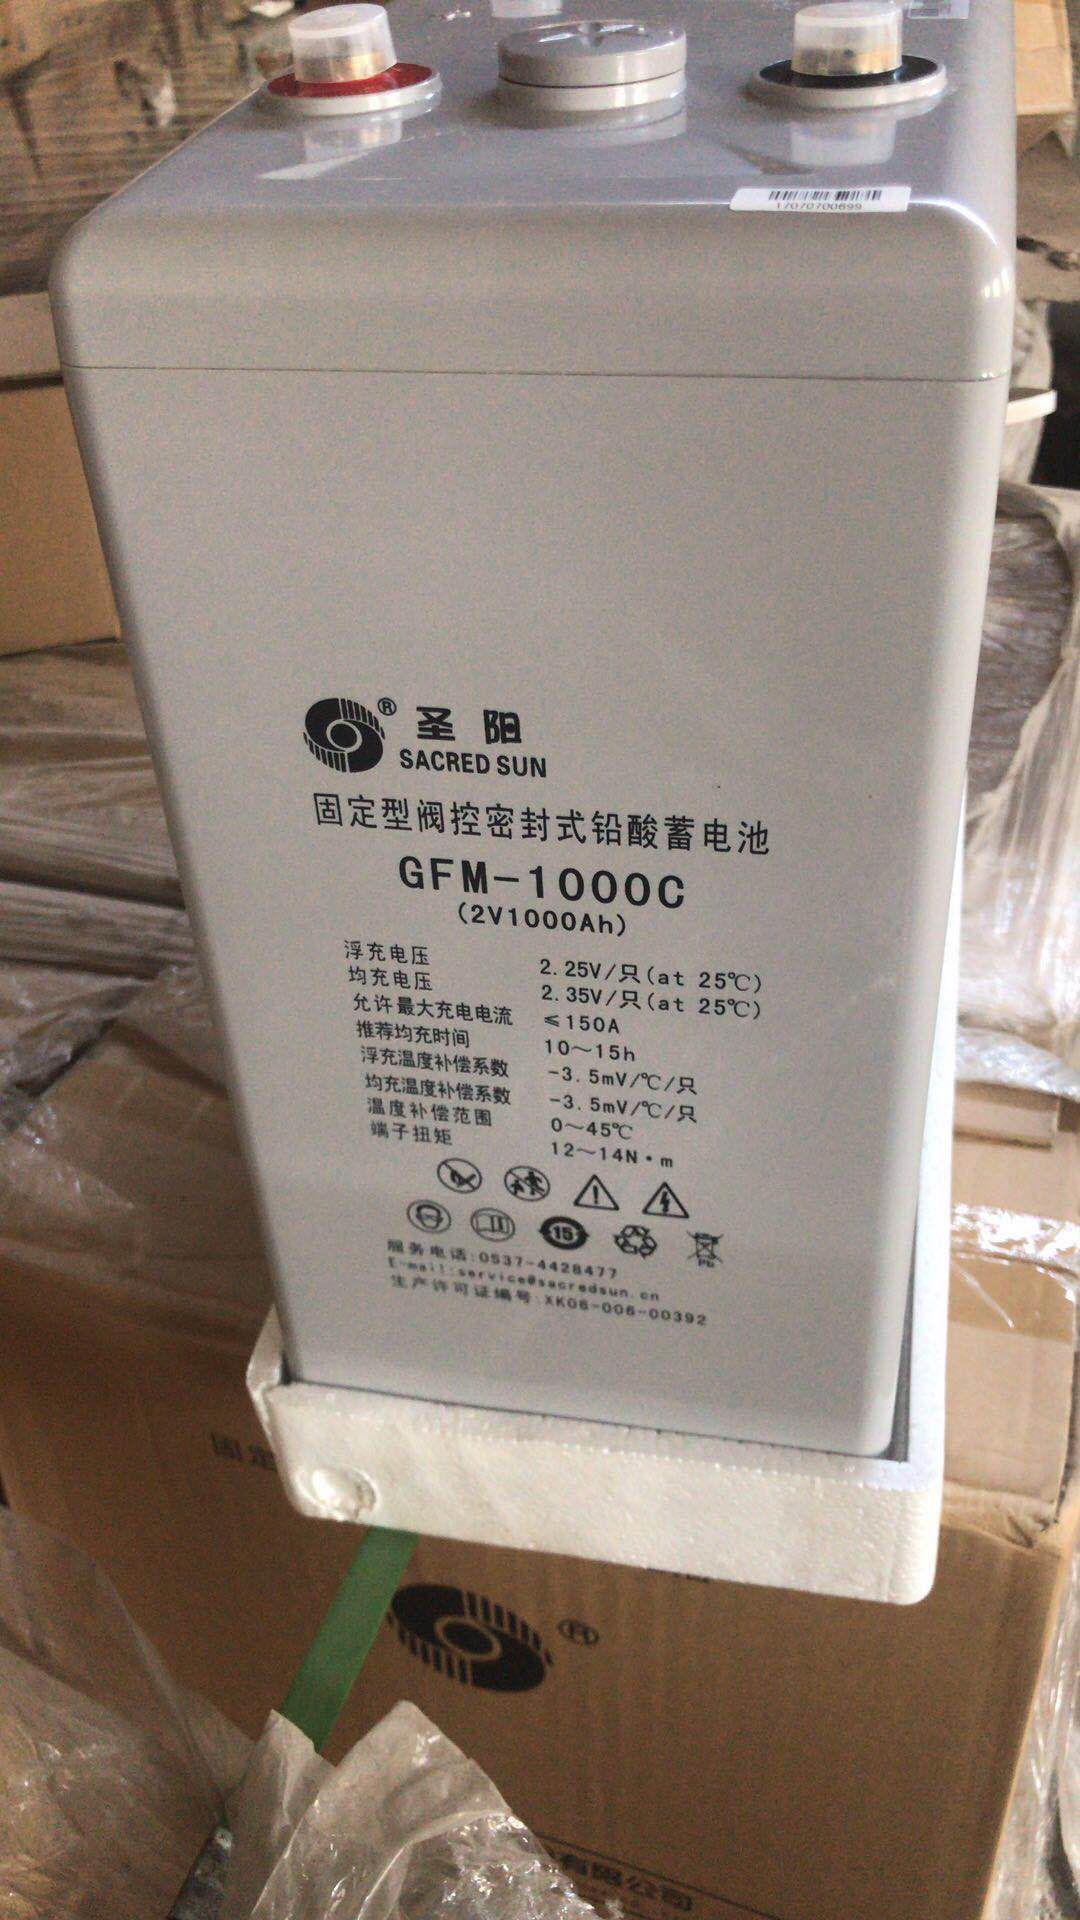 17070700699
®
圣阳
SACRED SUN
固定型阀控密封式铅酸蓄电池
GFM-1000C
(2V1000Ah)
浮充电压 2.25V/只(at 25℃)
均充电压 2.35V/只(at 25℃)
允许最大充电电流 ≤150A
推荐均充时间 10~15h
浮充温度补偿系数 -3.5mV/℃/只
均充温度补偿系数 -3.5mV/℃/只
温度补偿范围 0~45℃
端子扭矩 12~14N·m
15
Pb
服务电话:0537-4428477
E-mail:service@sacredsun.cn
生产许可证编号:XK06-006-00392
固定
®